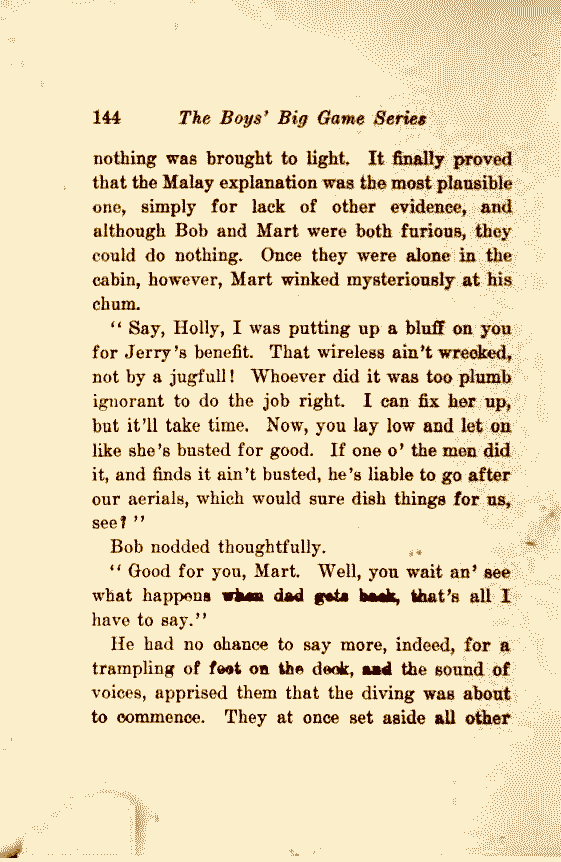 144 The Boys' Big Game Series
nothing was brought to light. It finally proved
that the Malay explanation was the most plausible
one, simply for lack of other evidence, and
although Bob and Mart were both furious, they
could do nothing. Once they were alone in the
cabin, however, Mart winked mysteriously at his
chum.
" Say, Holly, I was putting up a bluff on you
for Jerry's benefit. That wireless ain't wrecked,
not by a jugfull! Whoever did it was too plumb
ignorant to do the job right. I can fix her up,
but it'll take time. Now, you lay low and let on
like she's busted for good. If one o' the men did
it, and finds it ain't busted, he's liable to go after
our aerials, which would sure dish things for us,
see? "
Bob nodded thoughtfully.
" Good for you, Mart. Well, you wait an' see
what happens when dad gets back, that's all I
have to say."
He had no chance to say more, indeed, for a
trampling of feet on the deck, and the sound of
voices, apprised them that the diving was about
to commence. They at once set aside all other